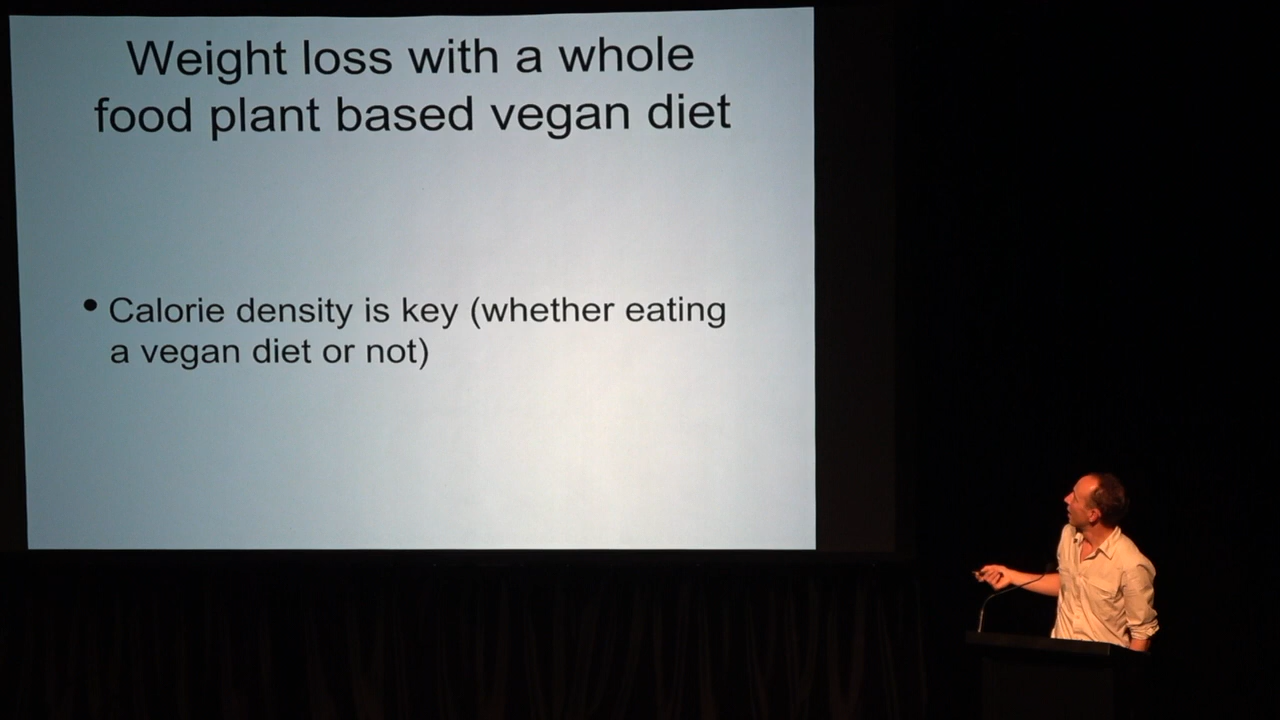 Weight loss with a whole
food plant based vegan diet
• Calorie density is key (whether eating
a vegan diet or not)